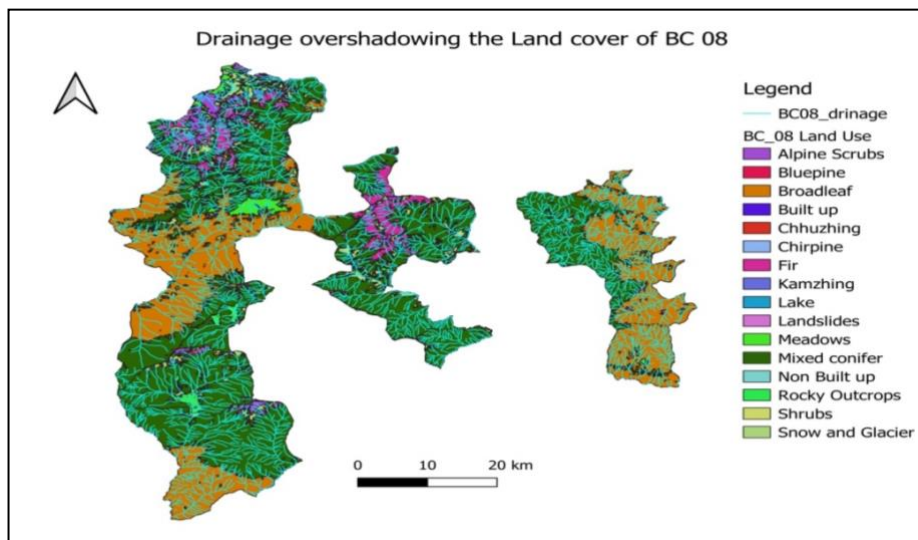 Drainage overshadowing the Land cover of BC 08
Legend
BC08_drinage
BC_08 Land Use
Alpine Scrubs
Bluepine
Broadleaf
Built up
Chhuzhing
Chirpine
Fir
Kamzhing
Lake
Landslides
Meadows
Mixed conifer
Non Built up
Rocky Outcrops
Shrubs
Snow and Glacier
0 10 20 km